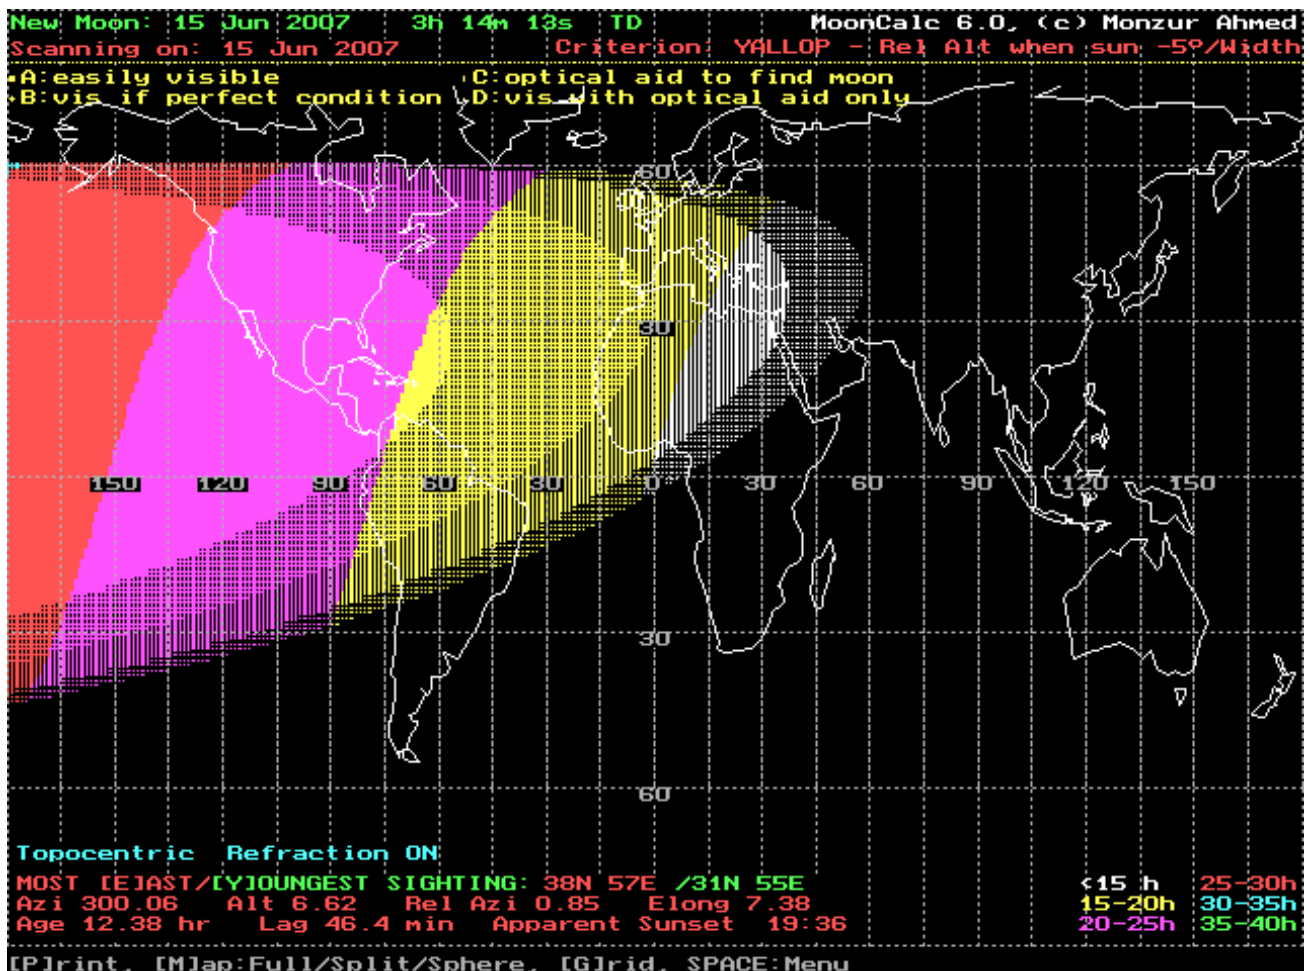 New Moon: 15 Jun 2007 3h 14m 13s TD MoonCalc 6.0, (c) Monzur Ahmed
Scanning on: 15 Jun 2007 Criterion: YALLOP - Rel Alt when sun -5º/Width
A:easily visible C:optical aid to find moon
B:vis if perfect condition D:vis with optical aid only
60
30
150 120 90 60 30 0 30 60 90 120 150
30
60
Topocentric Refraction ON
MOST [E]AST/[Y]OUNGEST SIGHTING: 38N 57E /31N 55E <15 h 25-30h
Azi 300.06 Alt 6.62 Rel Azi 0.85 Elong 7.38 15-20h 30-35h
Age 12.38 hr Lag 46.4 min Apparent Sunset 19:36 20-25h 35-40h
[P]rint, [M]ap:Full/Split/Sphere, [G]rid, SPACE:Menu